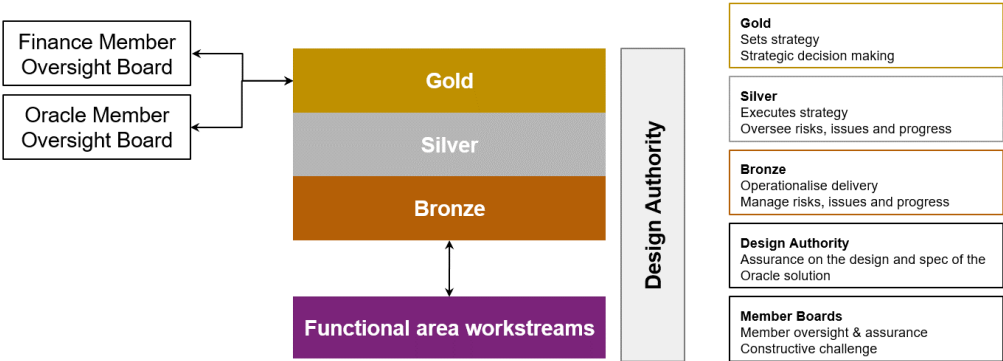 Finance Member
Oversight Board
Oracle Member
Oversight Board
Gold
Silver
Bronze
Functional area workstreams
Design Authority
Gold
Sets strategy
Strategic decision making
Silver
Executes strategy
Oversee risks, issues and progress
Bronze
Operationalise delivery
Manage risks, issues and progress
Design Authority
Assurance on the design and spec of the
Oracle solution
Member Boards
Member oversight & assurance
Constructive challenge